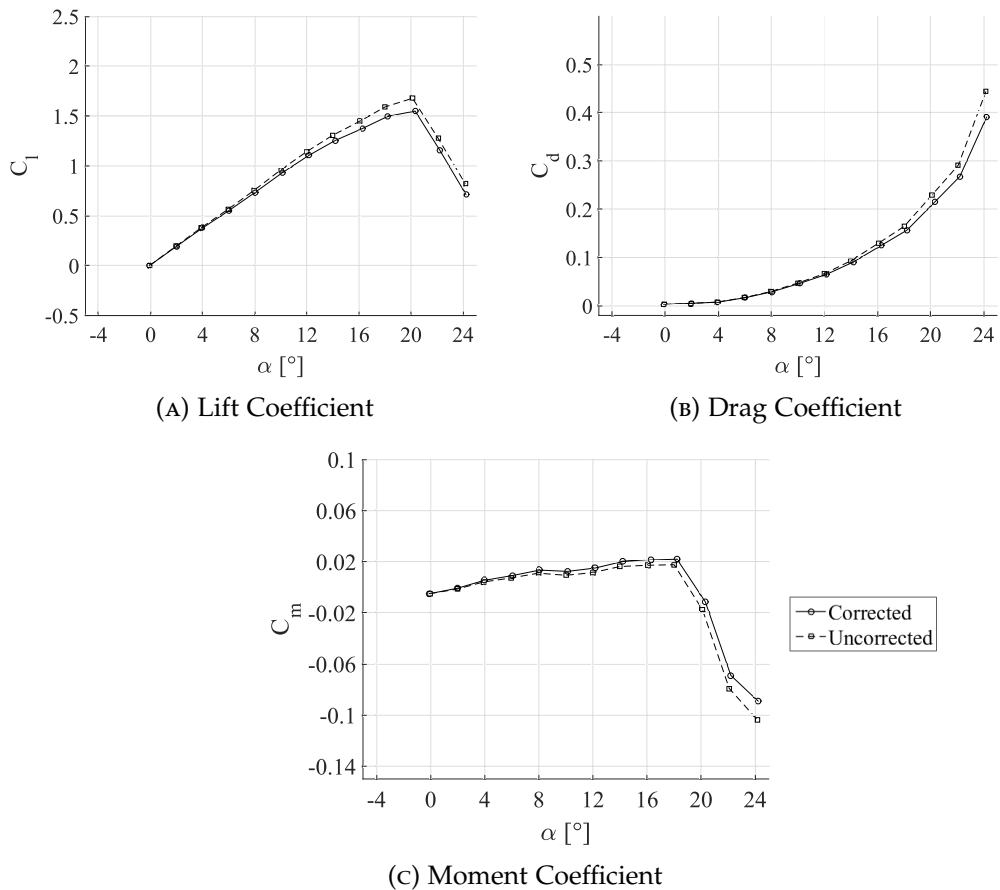 2.5
2
1.5
1
0.5
0
-0.5
C_l
-4 0 4 8 12 16 20 24
α [°]
(A) Lift Coefficient
0.5
0.4
0.3
0.2
0.1
0
C_d
-4 0 4 8 12 16 20 24
α [°]
(B) Drag Coefficient
0.1
0.06
0.02
-0.02
-0.06
-0.1
-0.14
C_m
-4 0 4 8 12 16 20 24
α [°]
Corrected
Uncorrected
(C) Moment Coefficient